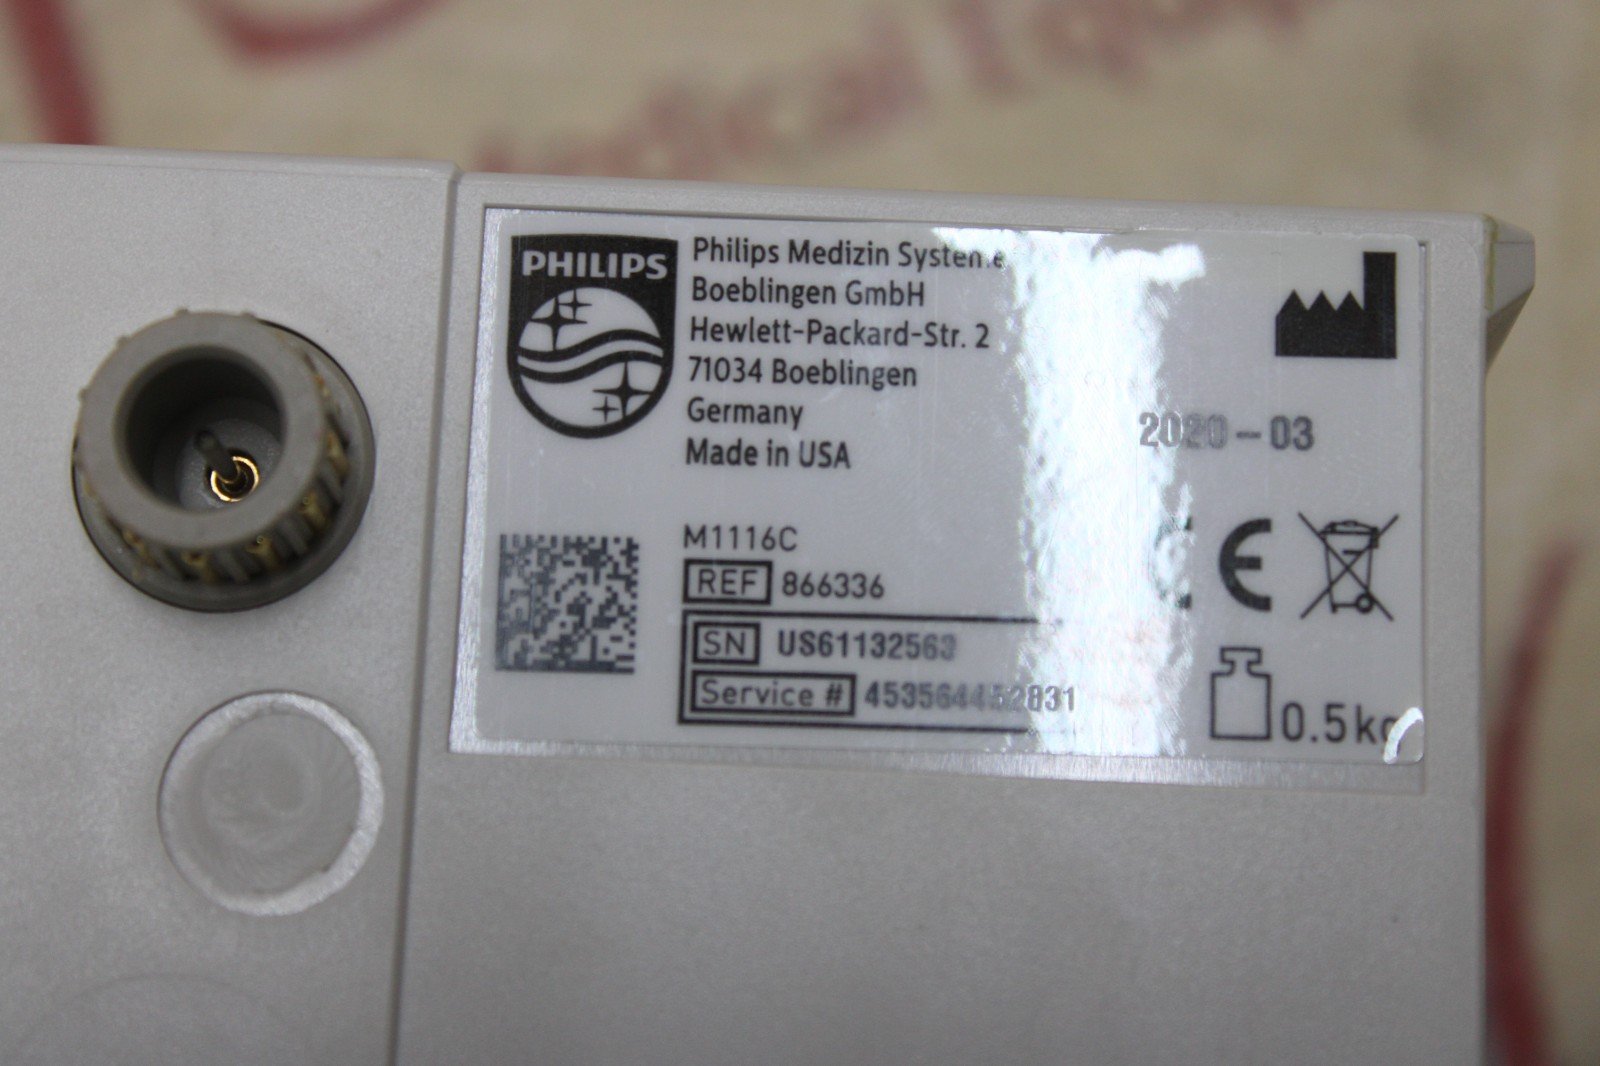 PHILIPS
Philips Medizin Systeme
Boeblingen GmbH
Hewlett-Packard-Str. 2
71034 Boeblingen
Germany
Made in USA
2020-03
M1116C
REF 866336
CE
SN US61132563
Service # 453564452831
0.5kg